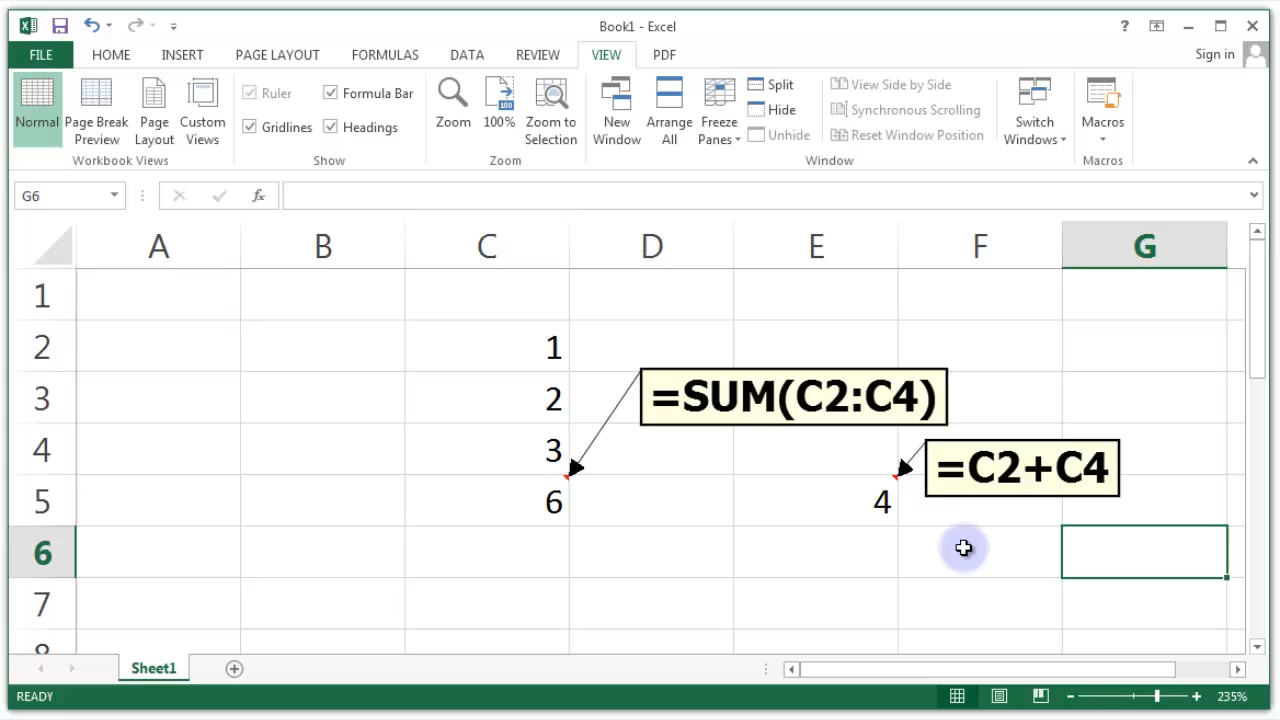 Book1 - Excel
?
FILE HOME INSERT PAGE LAYOUT FORMULAS DATA REVIEW VIEW PDF Sign in
Normal
Page Break
Preview
Page
Layout
Custom
Views
Workbook Views
Ruler
Formula Bar
Gridlines
Headings
Show
Zoom
100
100%
Zoom to
Selection
Zoom
New
Window
Arrange
All
Freeze
Panes
Split
Hide
Unhide
View Side by Side
Synchronous Scrolling
Reset Window Position
Switch
Windows
Window
Macros
Macros
G6
fx
A B C D E F G
1
2 1
3 2
=SUM(C2:C4)
4 3
=C2+C4
5 6 4
6
7
8
Sheet1
READY
235%